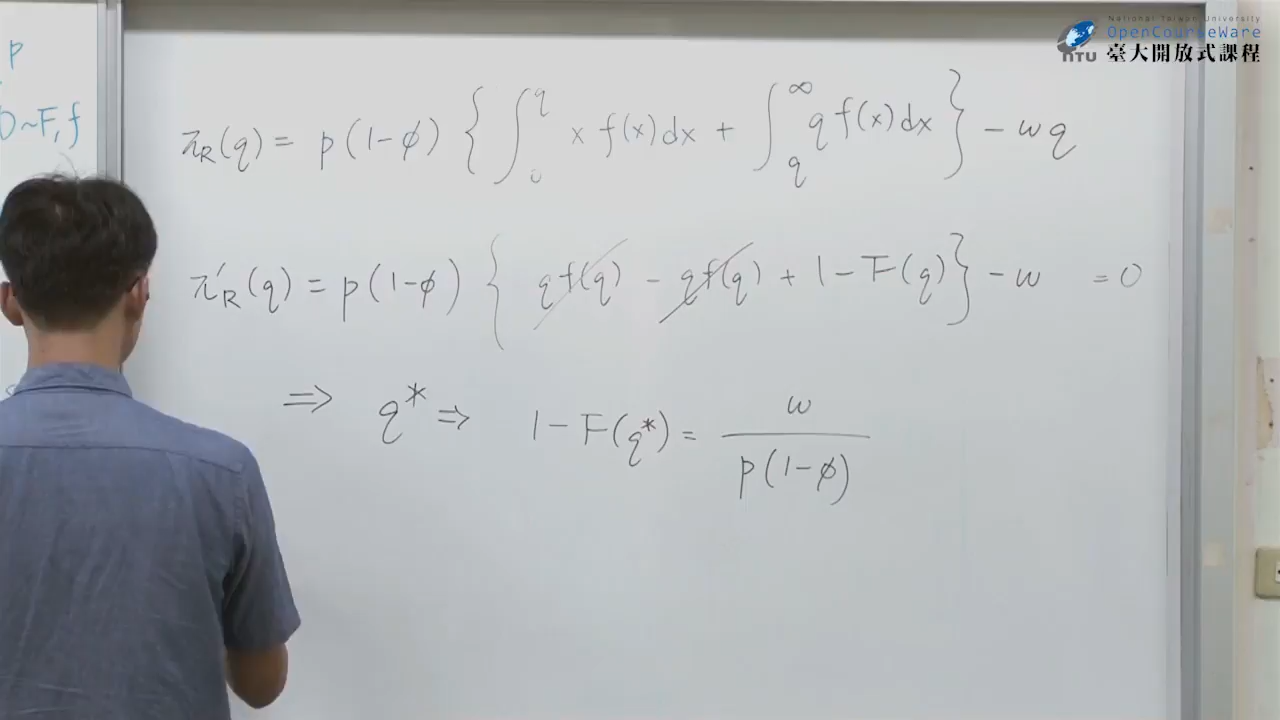 National Taiwan University
OpenCourseWare
NTU 臺大開放式課程
p
D~F, f
π_R(q) = p(1-φ) { ∫_0^q x f(x)dx + ∫_q^∞ q f(x)dx } - wq
π'_R(q) = p(1-φ) { qf(q) - qf(q) + 1-F(q) } - w = 0
⇒ q* ⇒ 1-F(q*) = w / p(1-φ)